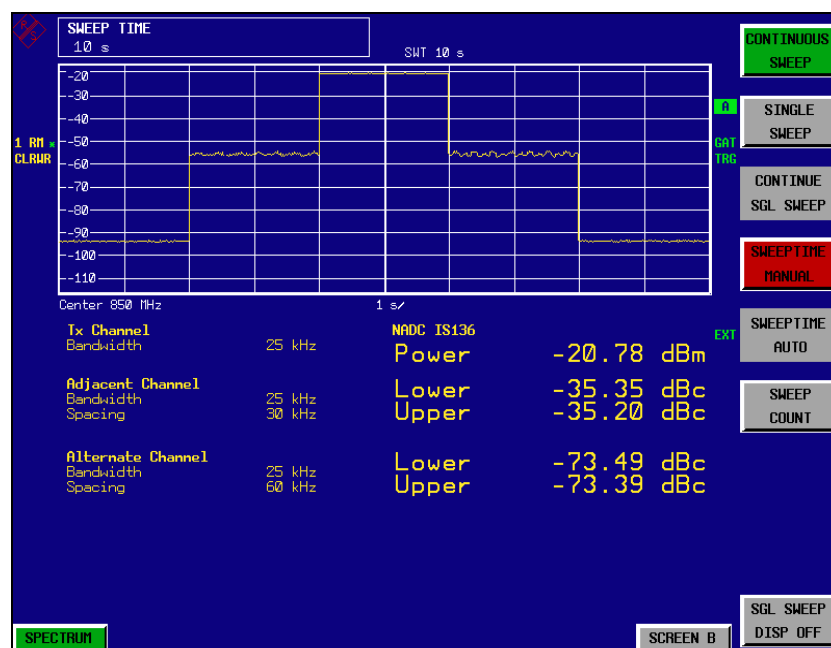 SWEEP TIME
10 s
SWT 10 s
-20
-30
-40
-50
-60
-70
-80
-90
-100
-110
1 RM *
CLRWR
A
GAT
TRG
EXT
Center 850 MHz
1 s/
Tx Channel
Bandwidth 25 kHz
NADC IS136
Power -20.78 dBm
Adjacent Channel
Bandwidth 25 kHz
Spacing 30 kHz
Lower -35.35 dBc
Upper -35.20 dBc
Alternate Channel
Bandwidth 25 kHz
Spacing 60 kHz
Lower -73.49 dBc
Upper -73.39 dBc
CONTINUOUS
SWEEP
SINGLE
SWEEP
CONTINUE
SGL SWEEP
SWEEPTIME
MANUAL
SWEEPTIME
AUTO
SWEEP
COUNT
SGL SWEEP
DISP OFF
SPECTRUM
SCREEN B